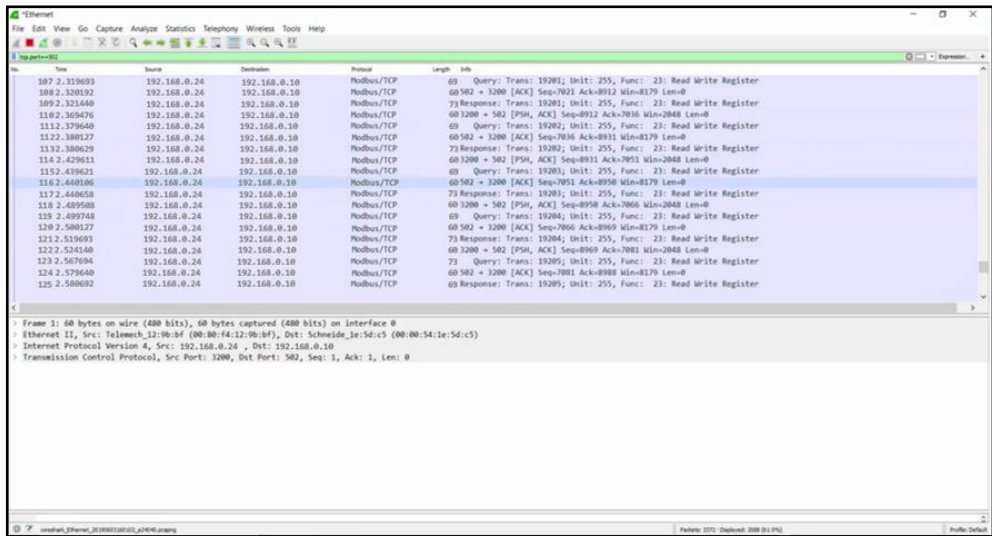 *Ethernet
File Edit View Go Capture Analyze Statistics Telephony Wireless Tools Help
tcp.port==502 Expression... +
No. Time Source Destination Protocol Length Info
107 2.319693 192.168.0.24 192.168.0.10 Modbus/TCP 69 Query: Trans: 19201; Unit: 255, Func: 23: Read Write Register
108 2.320192 192.168.0.24 192.168.0.10 Modbus/TCP 60 502 → 3200 [ACK] Seq=7021 Ack=8912 Win=8179 Len=0
109 2.321440 192.168.0.24 192.168.0.10 Modbus/TCP 73 Response: Trans: 19201; Unit: 255, Func: 23: Read Write Register
110 2.369476 192.168.0.24 192.168.0.10 Modbus/TCP 60 3200 → 502 [PSH, ACK] Seq=8912 Ack=7036 Win=2048 Len=0
111 2.379640 192.168.0.24 192.168.0.10 Modbus/TCP 69 Query: Trans: 19202; Unit: 255, Func: 23: Read Write Register
112 2.380127 192.168.0.24 192.168.0.10 Modbus/TCP 60 502 → 3200 [ACK] Seq=7036 Ack=8931 Win=8179 Len=0
113 2.380629 192.168.0.24 192.168.0.10 Modbus/TCP 73 Response: Trans: 19202; Unit: 255, Func: 23: Read Write Register
114 2.429611 192.168.0.24 192.168.0.10 Modbus/TCP 60 3200 → 502 [PSH, ACK] Seq=8931 Ack=7051 Win=2048 Len=0
115 2.439621 192.168.0.24 192.168.0.10 Modbus/TCP 69 Query: Trans: 19203; Unit: 255, Func: 23: Read Write Register
116 2.440106 192.168.0.24 192.168.0.10 Modbus/TCP 60 502 → 3200 [ACK] Seq=7051 Ack=8950 Win=8179 Len=0
117 2.440658 192.168.0.24 192.168.0.10 Modbus/TCP 73 Response: Trans: 19203; Unit: 255, Func: 23: Read Write Register
118 2.489508 192.168.0.24 192.168.0.10 Modbus/TCP 60 3200 → 502 [PSH, ACK] Seq=8950 Ack=7066 Win=2048 Len=0
119 2.499748 192.168.0.24 192.168.0.10 Modbus/TCP 69 Query: Trans: 19204; Unit: 255, Func: 23: Read Write Register
120 2.500127 192.168.0.24 192.168.0.10 Modbus/TCP 60 502 → 3200 [ACK] Seq=7066 Ack=8969 Win=8179 Len=0
121 2.519693 192.168.0.24 192.168.0.10 Modbus/TCP 73 Response: Trans: 19204; Unit: 255, Func: 23: Read Write Register
122 2.524140 192.168.0.24 192.168.0.10 Modbus/TCP 60 3200 → 502 [PSH, ACK] Seq=8969 Ack=7081 Win=2048 Len=0
123 2.567694 192.168.0.24 192.168.0.10 Modbus/TCP 73 Query: Trans: 19205; Unit: 255, Func: 23: Read Write Register
124 2.579640 192.168.0.24 192.168.0.10 Modbus/TCP 60 502 → 3200 [ACK] Seq=7081 Ack=8988 Win=8179 Len=0
125 2.580692 192.168.0.24 192.168.0.10 Modbus/TCP 69 Response: Trans: 19205; Unit: 255, Func: 23: Read Write Register
> Frame 1: 60 bytes on wire (480 bits), 60 bytes captured (480 bits) on interface 0
> Ethernet II, Src: Telemech_12:9b:bf (00:80:f4:12:9b:bf), Dst: Schneide_1e:5d:c5 (00:00:54:1e:5d:c5)
> Internet Protocol Version 4, Src: 192.168.0.24 , Dst: 192.168.0.10
> Transmission Control Protocol, Src Port: 3200, Dst Port: 502, Seq: 1, Ack: 1, Len: 0
Profile: Default